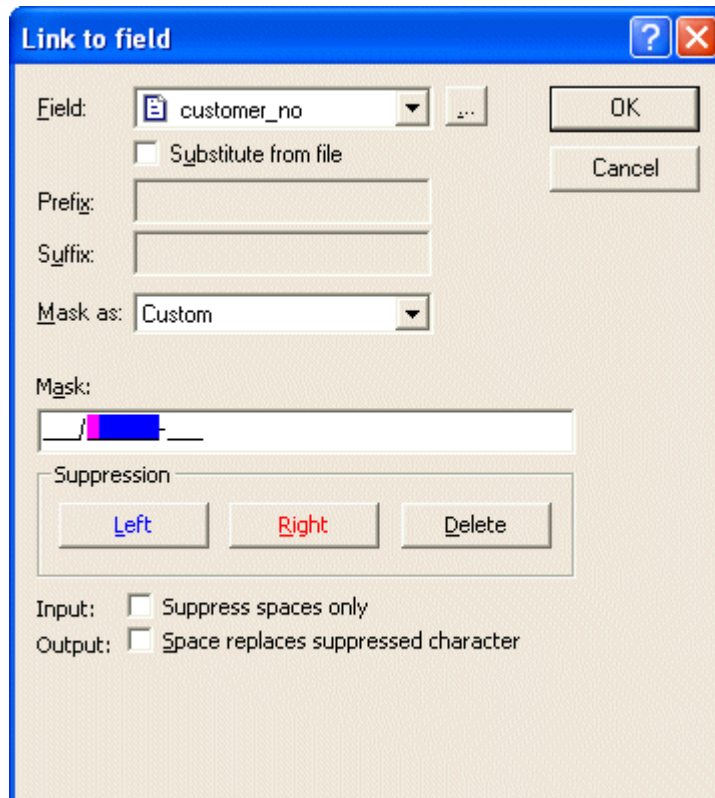 Link to field
Field: customer_no ... OK
Substitute from file
Cancel
Prefix:
Suffix:
Mask as: Custom
Mask:
___/______-___
Suppression
Left Right Delete
Input: Suppress spaces only
Output: Space replaces suppressed character